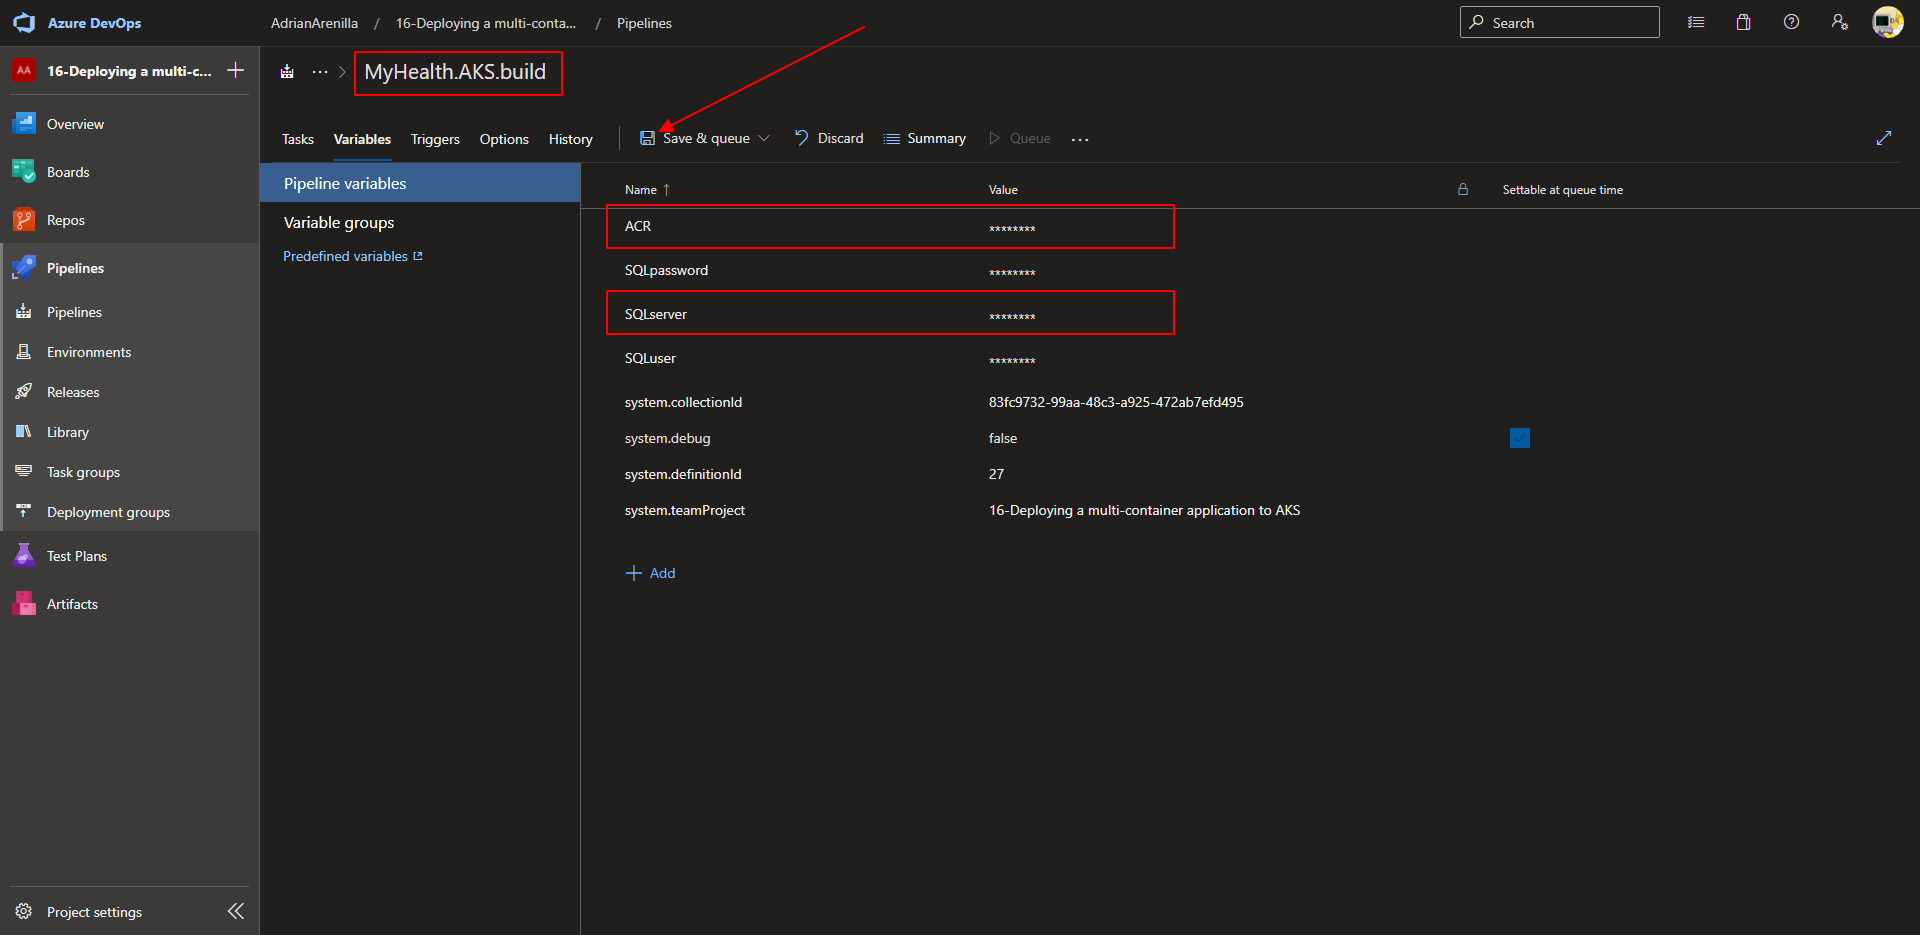 Azure DevOps
AdrianArenilla / 16-Deploying a multi-conta... / Pipelines
Search
AA
16-Deploying a multi-c...
MyHealth.AKS.build
Overview
Boards
Repos
Pipelines
Pipelines
Environments
Releases
Library
Task groups
Deployment groups
Test Plans
Artifacts
Project settings
Tasks Variables Triggers Options History
Save & queue Discard Summary Queue ...
Pipeline variables
Variable groups
Predefined variables
Name ↑ Value Settable at queue time
ACR ********
SQLpassword ********
SQLserver ********
SQLuser ********
system.collectionId 83fc9732-99aa-48c3-a925-472ab7efd495
system.debug false
system.definitionId 27
system.teamProject 16-Deploying a multi-container application to AKS
+ Add